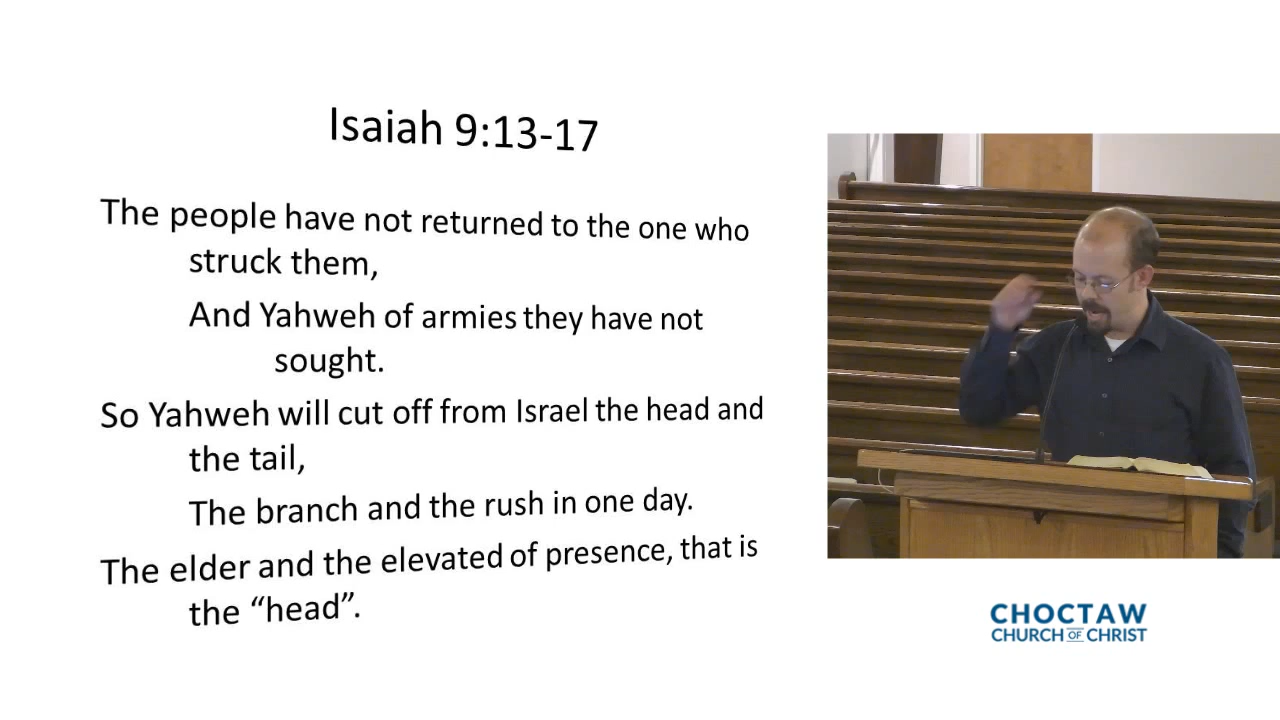 Isaiah 9:13-17
The people have not returned to the one who
struck them,
And Yahweh of armies they have not
sought.
So Yahweh will cut off from Israel the head and
the tail,
The branch and the rush in one day.
The elder and the elevated of presence, that is
the “head”.
CHOCTAW
CHURCH OF CHRIST